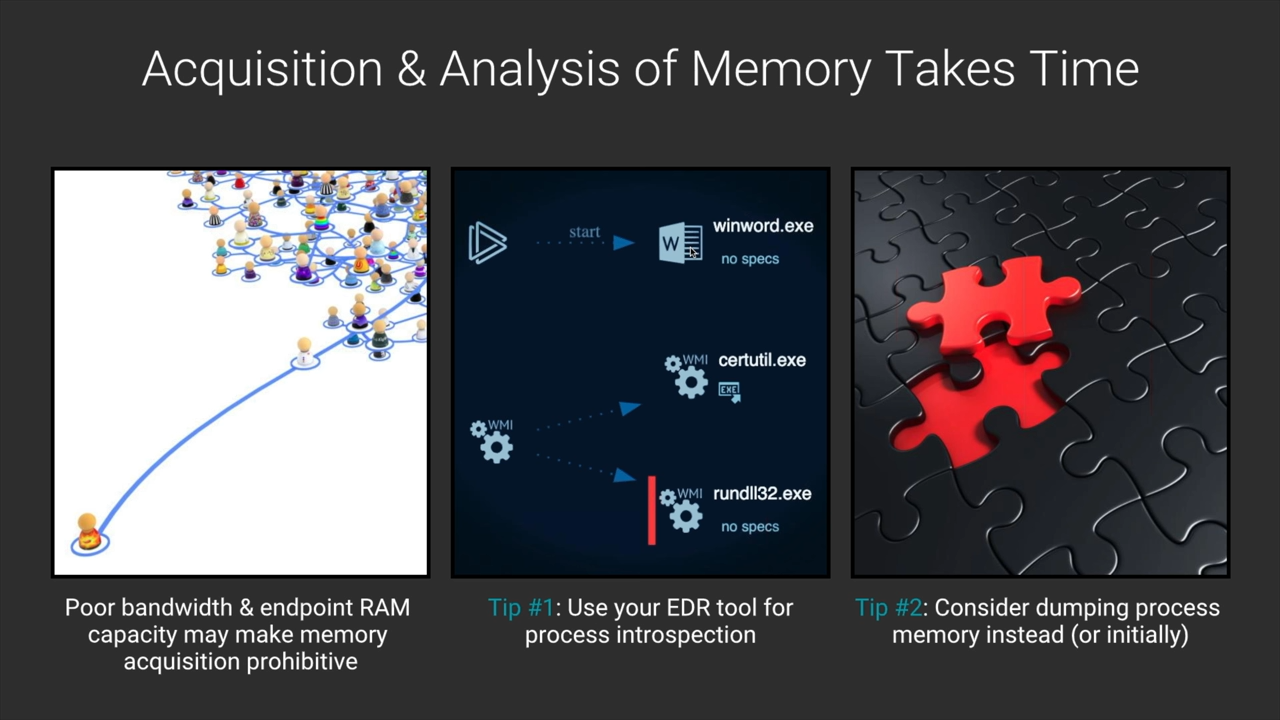 Acquisition & Analysis of Memory Takes Time
start
W
winword.exe
no specs
WMI
certutil.exe
EXE
WMI
WMI
rundll32.exe
no specs
Poor bandwidth & endpoint RAM
capacity may make memory
acquisition prohibitive
Tip #1: Use your EDR tool for
process introspection
Tip #2: Consider dumping process
memory instead (or initially)